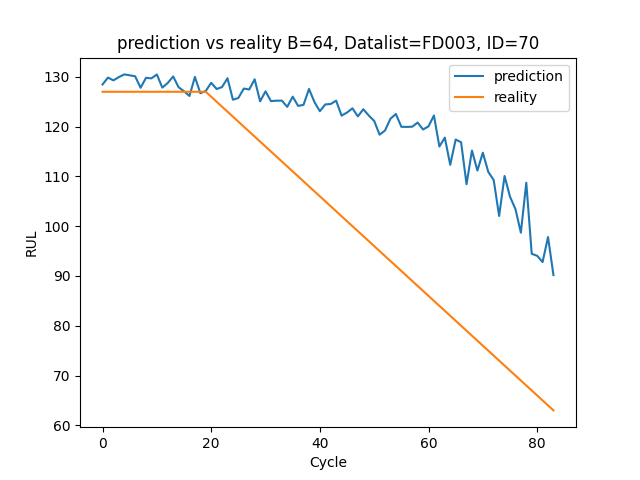 prediction vs reality B=64, Datalist=FD003, ID=70
prediction
reality
130
120
110
100
90
80
70
60
RUL
0 20 40 60 80
Cycle